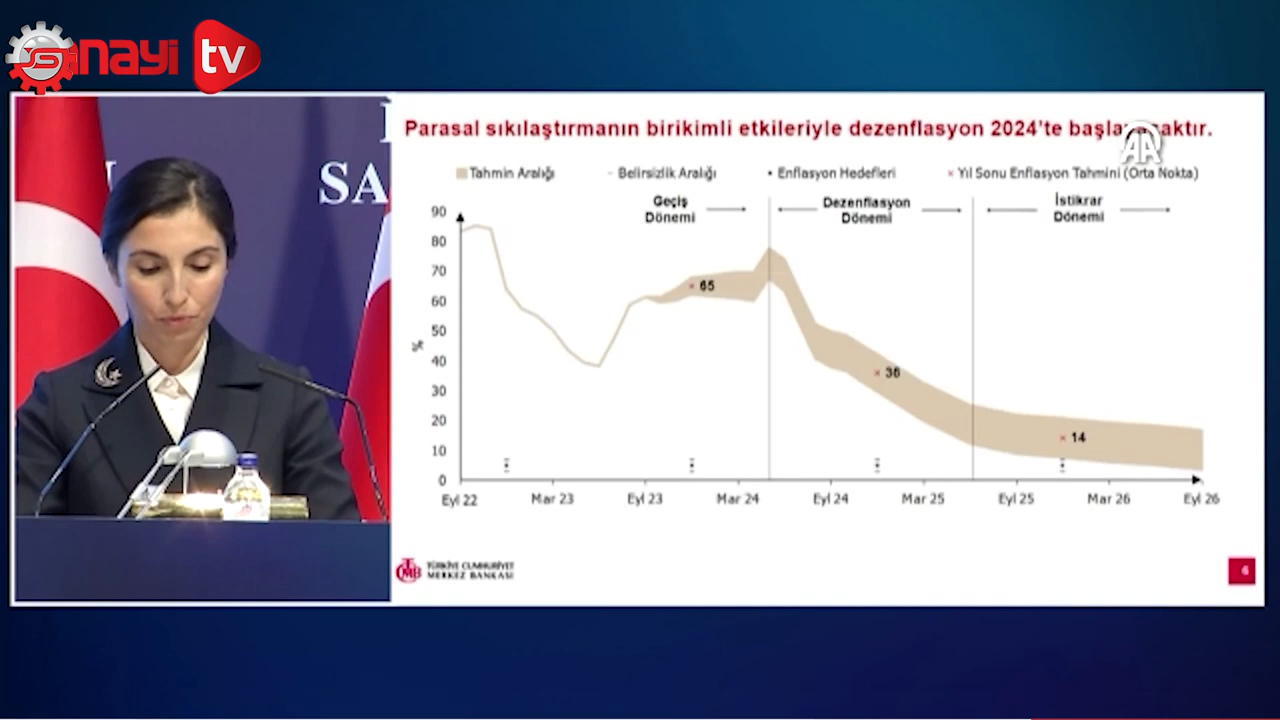 sanayi tv
SA
Parasal sıkılaştırmanın birikimli etkileriyle dezenflasyon 2024'te
AA
Tahmin Aralığı
Belirsizlik Aralığı
Enflasyon Hedefleri
Yıl Sonu Enflasyon Tahmini (Orta Nokta)
Geçiş
Dönemi
Dezenflasyon
Dönemi
İstikrar
Dönemi
90
80
70
60
50
40
30
20
10
0
%
65
36
14
Eyl 22
Mar 23
Eyl 23
Mar 24
Eyl 24
Mar 25
Eyl 25
Mar 26
Eyl 26
TCMB
TÜRKİYE CUMHURİYET
MERKEZ BANKASI